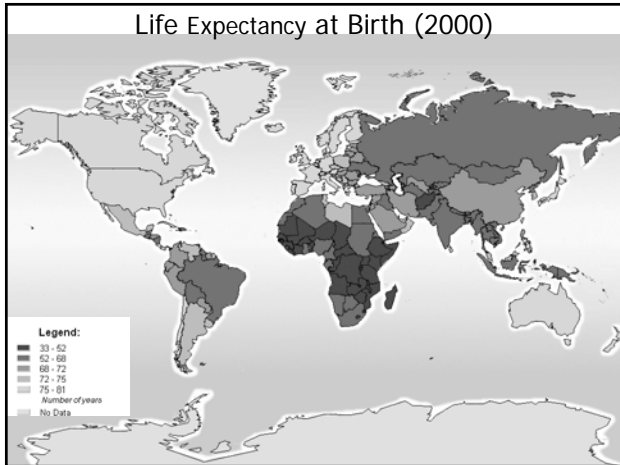 Life Expectancy at Birth (2000)
Legend:
33 - 52
52 - 68
68 - 72
72 - 75
75 - 81
Number of years
No Data